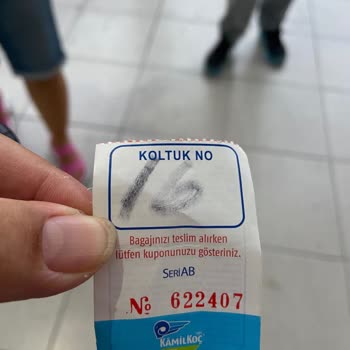 KOLTUK NO
16
Bagajınızı teslim alırken
lütfen kuponunuzu gösteriniz.
SERİAB
No 622407
KAMİLKOÇ